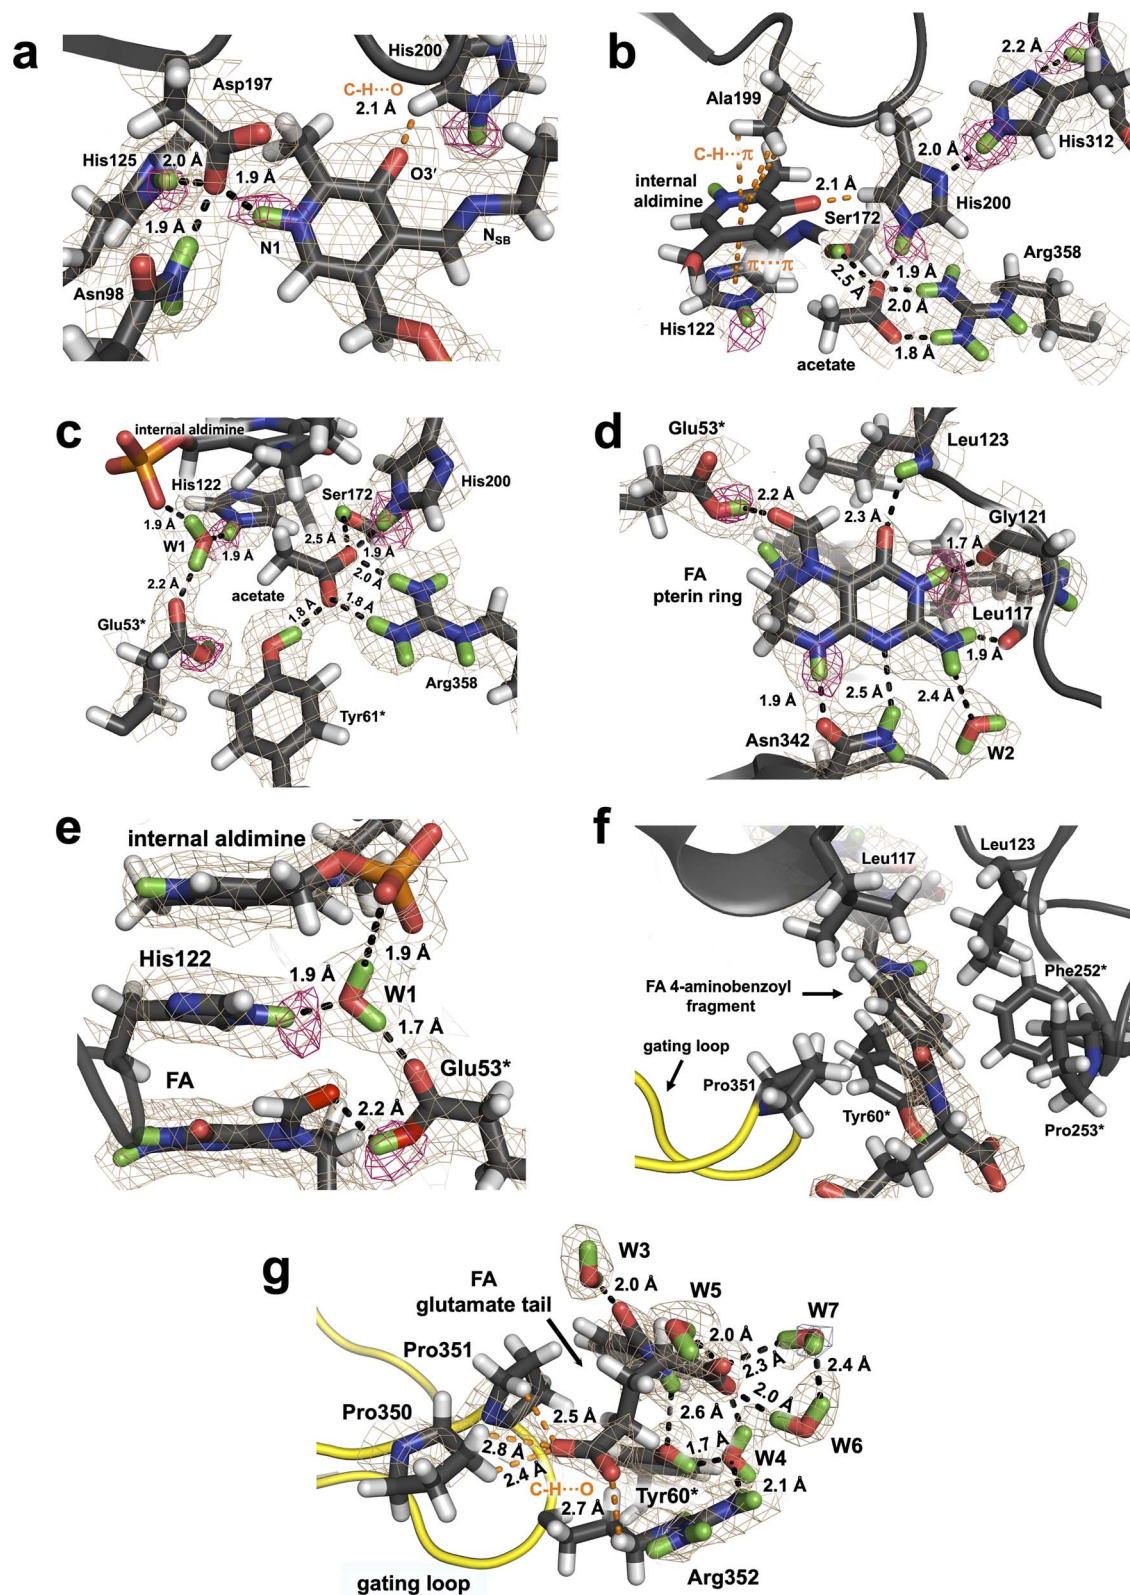 a
Asp197
His200
C-H···O
2.1 Å
His125
2.0 Å
1.9 Å
O3′
1.9 Å
N1
N_SB
Asn98
b
2.2 Å
Ala199
His312
C-H···π
2.0 Å
internal
aldimine
2.1 Å
His200
Ser172
Arg358
π···π
2.5 Å
1.9 Å
2.0 Å
His122
1.8 Å
acetate
c
internal aldimine
His122
Ser172
His200
1.9 Å
W1
1.9 Å
2.5 Å
1.9 Å
2.0 Å
2.2 Å
acetate
1.8 Å
1.8 Å
Glu53*
Arg358
Tyr61*
d
Glu53*
Leu123
2.2 Å
2.3 Å
Gly121
1.7 Å
FA
pterin ring
Leu117
1.9 Å
1.9 Å
2.5 Å
2.4 Å
Asn342
W2
e
internal aldimine
His122
1.9 Å
1.9 Å
W1
1.7 Å
FA
Glu53*
2.2 Å
f
Leu117
Leu123
Phe252*
FA 4-aminobenzoyl
fragment
gating loop
Pro351
Tyr60*
Pro253*
g
W3
2.0 Å
FA
glutamate tail
W5
W7
2.0 Å
Pro351
2.3 Å
2.4 Å
Pro350
2.0 Å
2.5 Å
2.6 Å
W6
2.8 Å
1.7 Å
W4
2.4 Å
2.1 Å
C-H···O
Tyr60*
2.7 Å
Arg352
gating loop